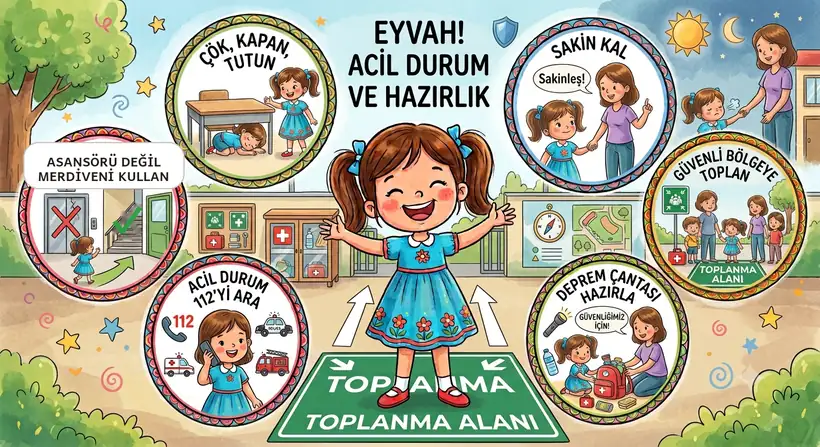 EYVAH!
ACİL DURUM
VE HAZIRLIK
ÇÖK, KAPAN,
TUTUN
SAKİN KAL
Sakinleş!
ASANSÖRÜ DEĞİL
MERDİVENİ KULLAN
GÜVENLİ BÖLGEYE
TOPLAN
TOPLANMA
ALANI
ACİL DURUM
112'Yİ ARA
112
DEPREM ÇANTASI
HAZIRLA
GÜVENLİĞİMİZ
İÇİN!
TOPLANMA
TOPLANMA ALANI